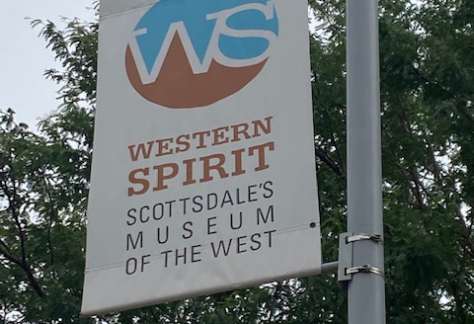 WS
WESTERN
SPIRIT
SCOTTSDALE'S
MUSEUM
OF THE WEST